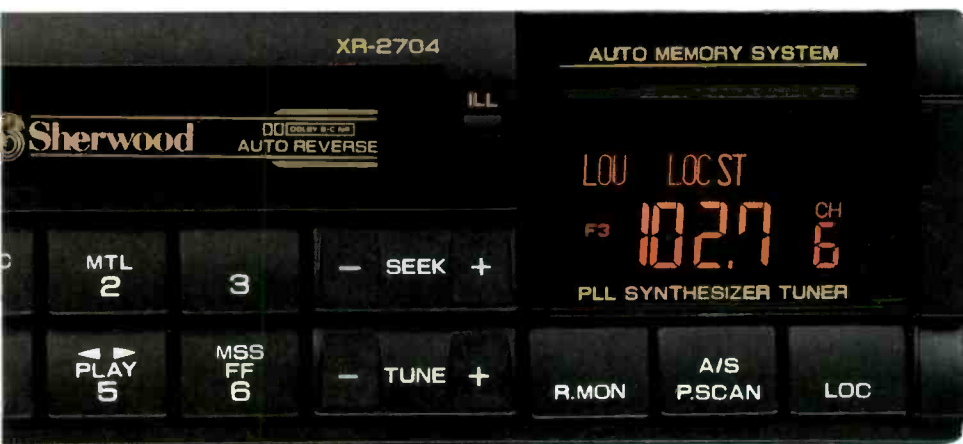 XR-2704
AUTO MEMORY SYSTEM
ILL
Sherwood
DOLBY B-C NR
AUTO REVERSE
LOU LOC ST
F3 102.7 CH 6
PLL SYNTHESIZER TUNER
C
MTL
2
3
− SEEK +
◄ ►
PLAY
5
MSS
FF
6
− TUNE +
R.MON
A/S
P.SCAN
LOC